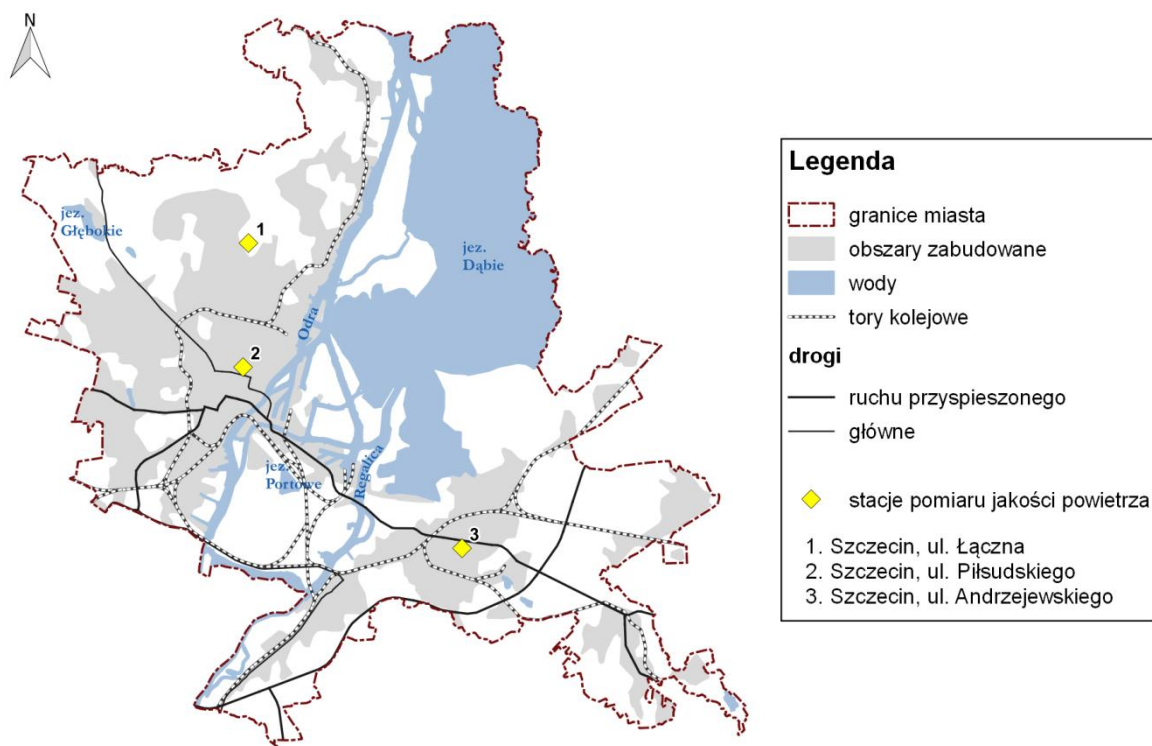 N
jez.
Głębokie
1
jez.
Dąbie
Odra
2
jez.
Portowe
Regalica
3
Legenda
granice miasta
obszary zabudowane
wody
tory kolejowe
drogi
ruchu przyspieszonego
główne
stacje pomiaru jakości powietrza
1. Szczecin, ul. Łączna
2. Szczecin, ul. Piłsudskiego
3. Szczecin, ul. Andrzejewskiego